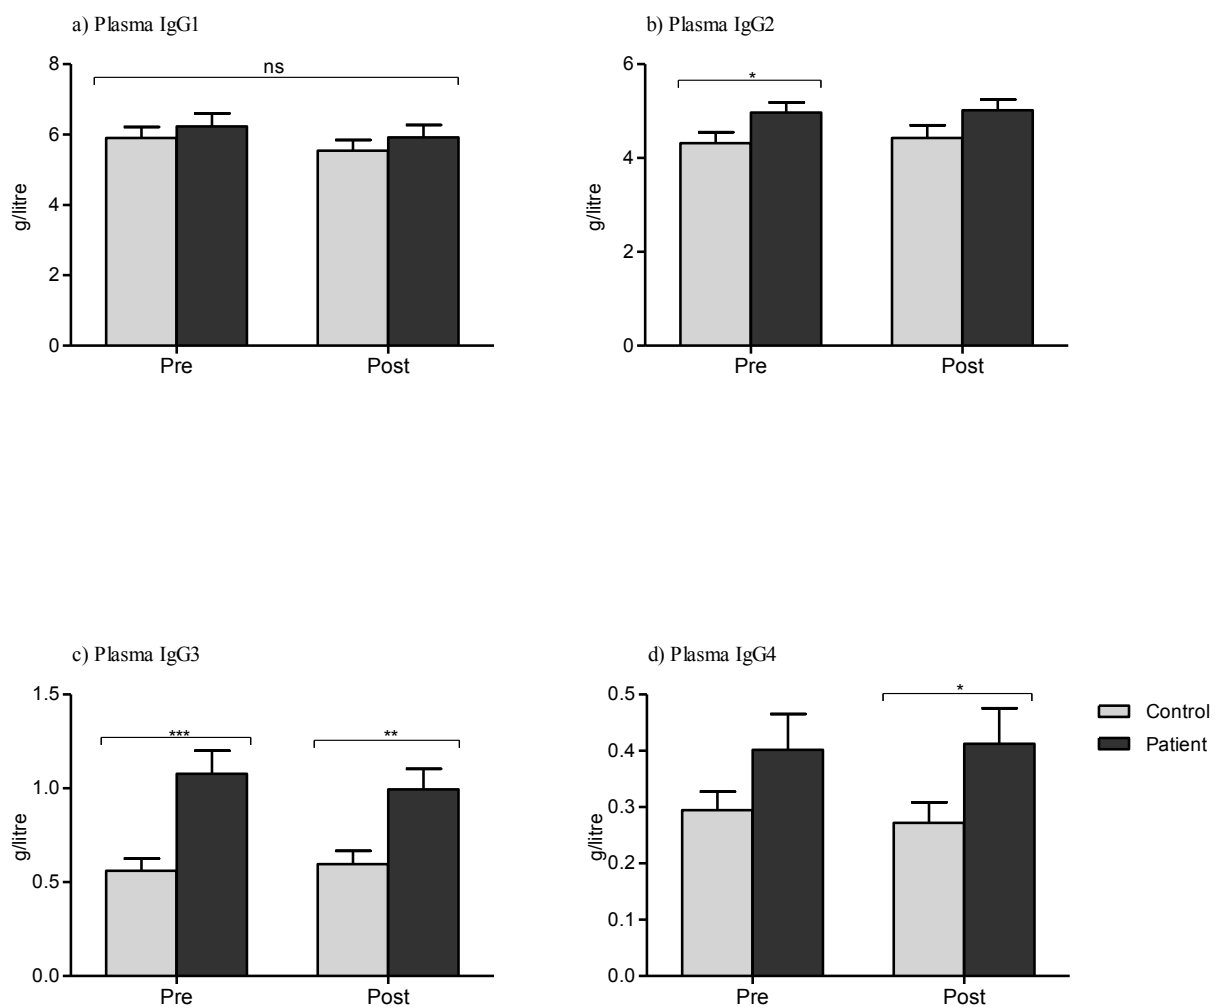 a) Plasma IgG1
8
6
4
2
0
g/litre
ns
Pre Post
b) Plasma IgG2
6
4
2
0
g/litre
*
Pre Post
c) Plasma IgG3
1.5
1.0
0.5
0.0
g/litre
*** **
Pre Post
d) Plasma IgG4
0.5
0.4
0.3
0.2
0.1
0.0
g/litre
*
Pre Post
Control
Patient